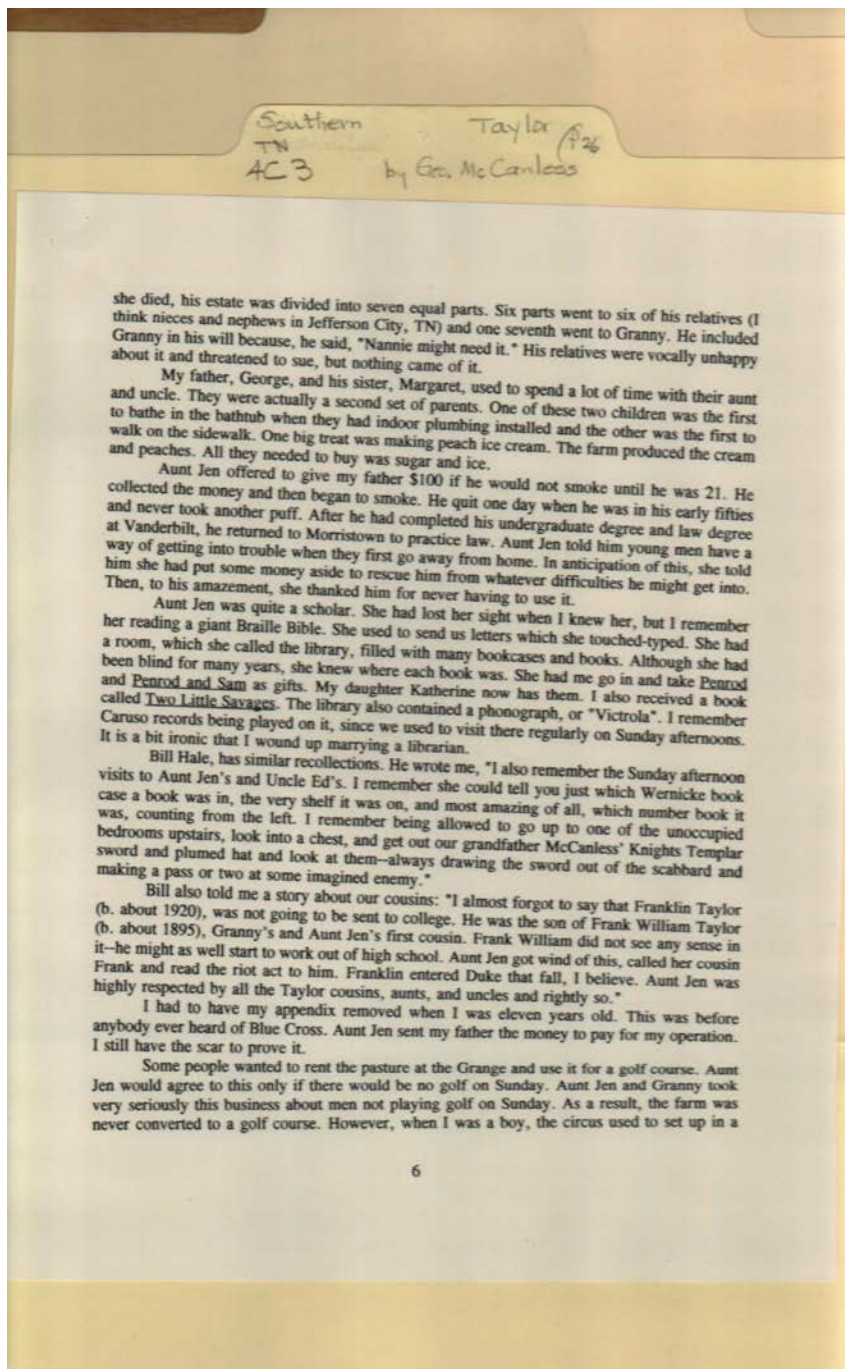 Southern Taylor
TN P 26
4C3 by Geo. McCanless
she died, his estate was divided into seven equal parts. Six parts went to six of his relatives (I
think nieces and nephews in Jefferson City, TN) and one seventh went to Granny. He included
Granny in his will because, he said, "Nannie might need it." His relatives were vocally unhappy
about it and threatened to sue, but nothing came of it.
My father, George, and his sister, Margaret, used to spend a lot of time with their aunt
and uncle. They were actually a second set of parents. One of these two children was the first
to bathe in the bathtub when they had indoor plumbing installed and the other was the first to
walk on the sidewalk. One big treat was making peach ice cream. The farm produced the cream
and peaches. All they needed to buy was sugar and ice.
Aunt Jen offered to give my father $100 if he would not smoke until he was 21. He
collected the money and then began to smoke. He quit one day when he was in his early fifties
and never took another puff. After he had completed his undergraduate degree and law degree
at Vanderbilt, he returned to Morristown to practice law. Aunt Jen told him young men have a
way of getting into trouble when they first go away from home. In anticipation of this, she told
him she had put some money aside to rescue him from whatever difficulties he might get into.
Then, to his amazement, she thanked him for never having to use it.
Aunt Jen was quite a scholar. She had lost her sight when I knew her, but I remember
her reading a giant Braille Bible. She used to send us letters which she touched-typed. She had
a room, which she called the library, filled with many bookcases and books. Although she had
been blind for many years, she knew where each book was. She had me go in and take Penrod
and Penrod and Sam as gifts. My daughter Katherine now has them. I also received a book
called Two Little Savages. The library also contained a phonograph, or "Victrola". I remember
Caruso records being played on it, since we used to visit there regularly on Sunday afternoons.
It is a bit ironic that I wound up marrying a librarian.
Bill Hale, has similar recollections. He wrote me, "I also remember the Sunday afternoon
visits to Aunt Jen's and Uncle Ed's. I remember she could tell you just which Wernicke book
case a book was in, the very shelf it was on, and most amazing of all, which number book it
was, counting from the left. I remember being allowed to go up to one of the unoccupied
bedrooms upstairs, look into a chest, and get out our grandfather McCanless' Knights Templar
sword and plumed hat and look at them--always drawing the sword out of the scabbard and
making a pass or two at some imagined enemy."
Bill also told me a story about our cousins: "I almost forgot to say that Franklin Taylor
(b. about 1920), was not going to be sent to college. He was the son of Frank William Taylor
(b. about 1895), Granny's and Aunt Jen's first cousin. Frank William did not see any sense in
it--he might as well start to work out of high school. Aunt Jen got wind of this, called her cousin
Frank and read the riot act to him. Franklin entered Duke that fall, I believe. Aunt Jen was
highly respected by all the Taylor cousins, aunts, and uncles and rightly so."
I had to have my appendix removed when I was eleven years old. This was before
anybody ever heard of Blue Cross. Aunt Jen sent my father the money to pay for my operation.
I still have the scar to prove it.
Some people wanted to rent the pasture at the Grange and use it for a golf course. Aunt
Jen would agree to this only if there would be no golf on Sunday. Aunt Jen and Granny took
very seriously this business about men not playing golf on Sunday. As a result, the farm was
never converted to a golf course. However, when I was a boy, the circus used to set up in a
6